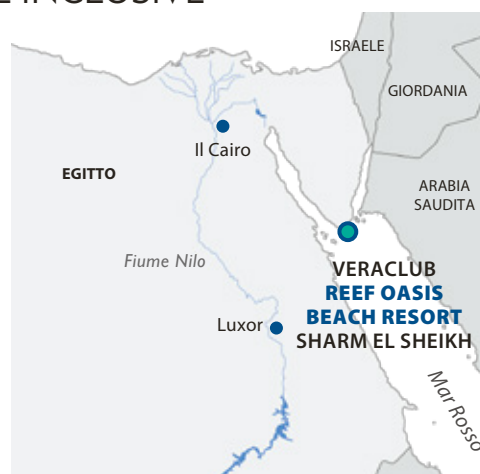 INCLUSIVE
ISRAELE
GIORDANIA
Il Cairo
EGITTO
ARABIA
SAUDITA
Fiume Nilo
VERACLUB
REEF OASIS
BEACH RESORT
SHARM EL SHEIKH
Luxor
Mar Rosso